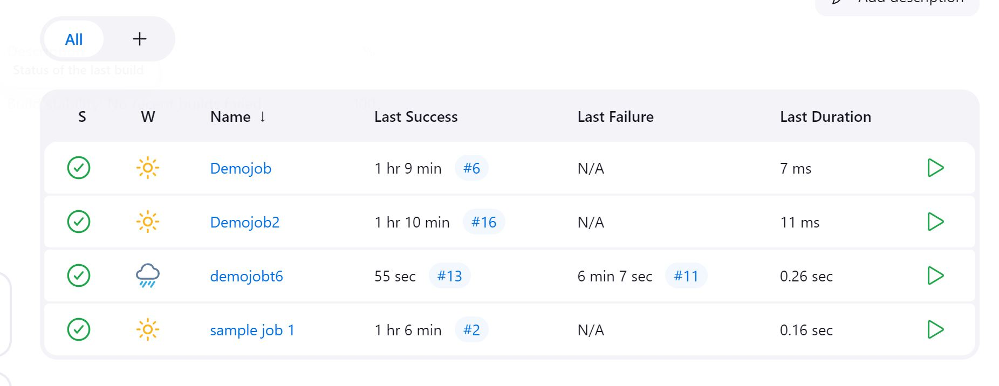 Add description
All +
Description %
Status of the last build
Build stability: No recent builds failed. 100
S W Name ↓ Last Success Last Failure Last Duration
Demojob 1 hr 9 min #6 N/A 7 ms
Demojob2 1 hr 10 min #16 N/A 11 ms
demojobt6 55 sec #13 6 min 7 sec #11 0.26 sec
sample job 1 1 hr 6 min #2 N/A 0.16 sec